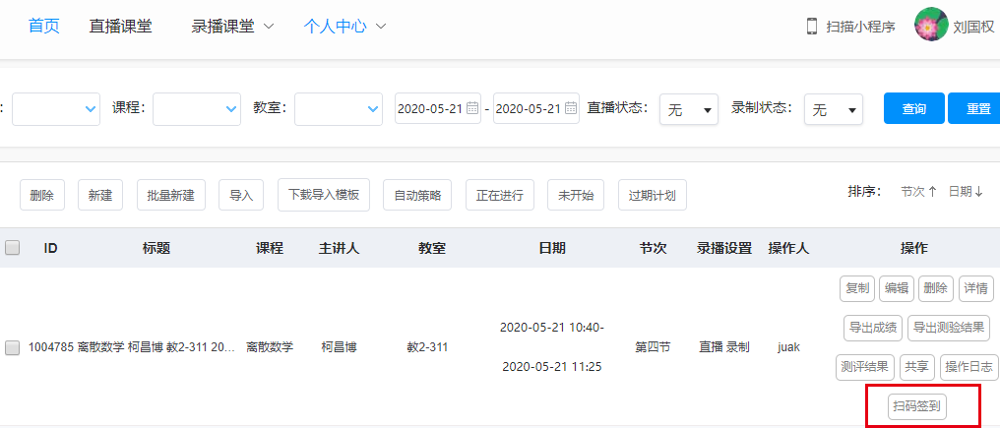 首页 直播课堂 录播课堂 个人中心 扫描小程序 刘国权
: 课程: 教室: 2020-05-21 - 2020-05-21 直播状态: 无 录制状态: 无 查询 重置
删除 新建 批量新建 导入 下载导入模板 自动策略 正在进行 未开始 过期计划 排序: 节次↑ 日期↓
ID 标题 课程 主讲人 教室 日期 节次 录播设置 操作人 操作
复制 编辑 删除 详情
导出成绩 导出测验结果
1004785 离散数学 柯昌博 教2-311 20... 离散数学 柯昌博 教2-311 2020-05-21 10:40- 2020-05-21 11:25 第四节 直播 录制 juak
测评结果 共享 操作日志
扫码签到